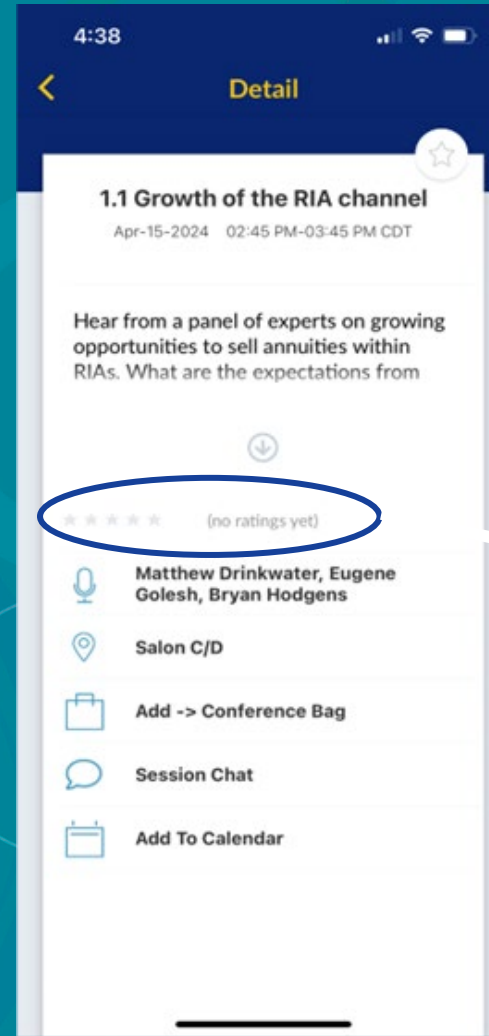 4:38
Detail
1.1 Growth of the RIA channel
Apr-15-2024 02:45 PM-03:45 PM CDT
Hear from a panel of experts on growing
opportunities to sell annuities within
RIAs. What are the expectations from
(no ratings yet)
Matthew Drinkwater, Eugene
Golesh, Bryan Hodgens
Salon C/D
Add -> Conference Bag
Session Chat
Add To Calendar